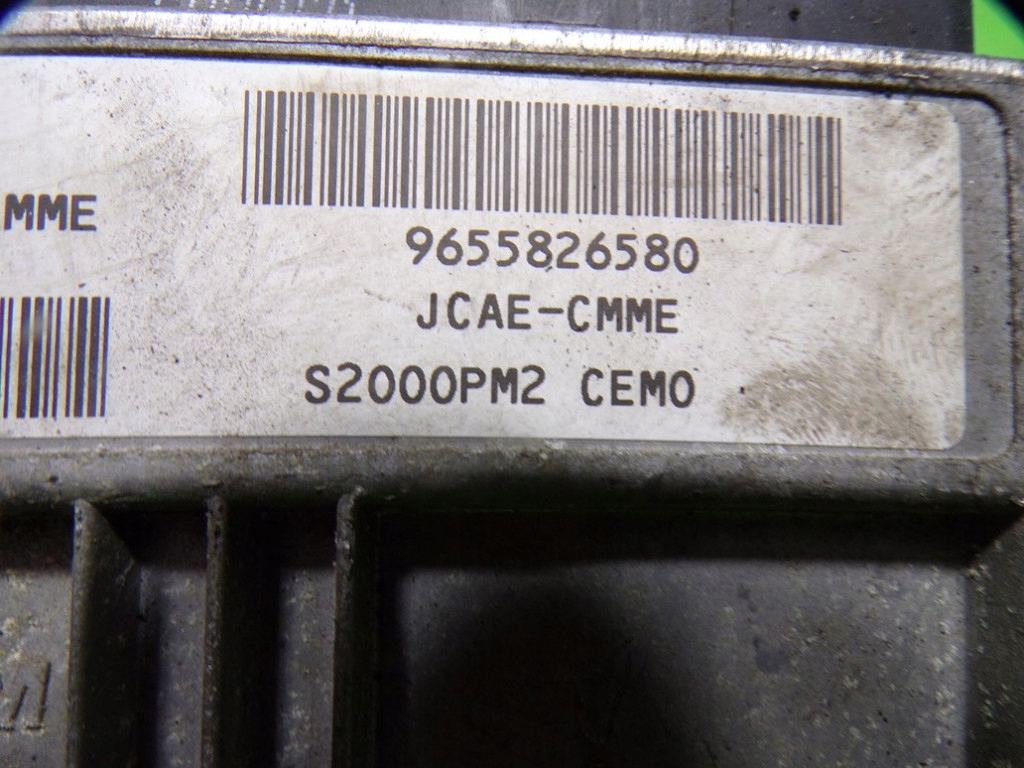 MME
9655826580
JCAE-CMME
S2000PM2 CEMO
M